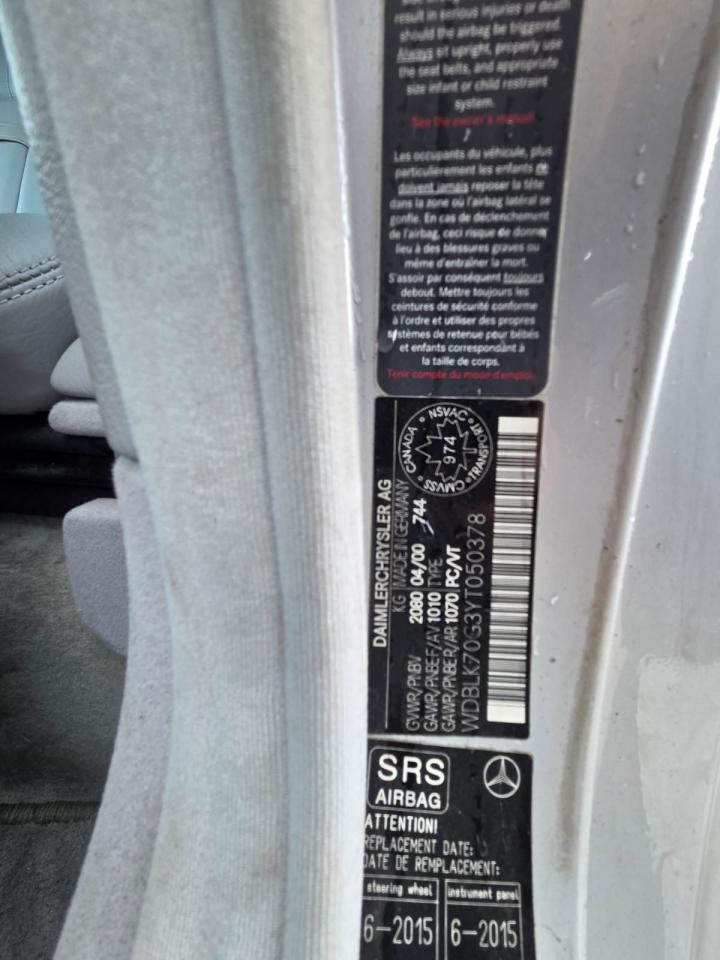 result in serious injuries or death
should the airbag be triggered.
Always sit upright, properly use
the seat belts, and appropriate
size infant or child restraint
system.
See the owner's manual.
Les occupants du véhicule, plus
particulièrement les enfants ne
doivent jamais reposer la tête
dans la zone où l'airbag latéral se
gonfle. En cas de déclenchement
de l'airbag, ceci risque de donner
lieu à des blessures graves ou
même d'entraîner la mort.
S'assoir par conséquent toujours
debout. Mettre toujours les
ceintures de sécurité conforme
à l'ordre et utiliser des propres
systèmes de retenue pour bébés
et enfants correspondant à
la taille de corps.
Tenir compte du mode d'emploi.
DAIMLERCHRYSLER AG
KG MADE IN GERMANY
GVWR/PNBV 2080 04/00 744
GAWR/PNBE F/AV 1010 TYPE
GAWR/PNBE R/AR 1070 PC/VT
WDBLK70G3YT050378
CANADA • NSVAC • TRANSPORT • CMVSS
974
SRS
AIRBAG
ATTENTION!
REPLACEMENT DATE:
DATE DE REMPLACEMENT:
steering wheel instrument panel
6-2015 6-2015